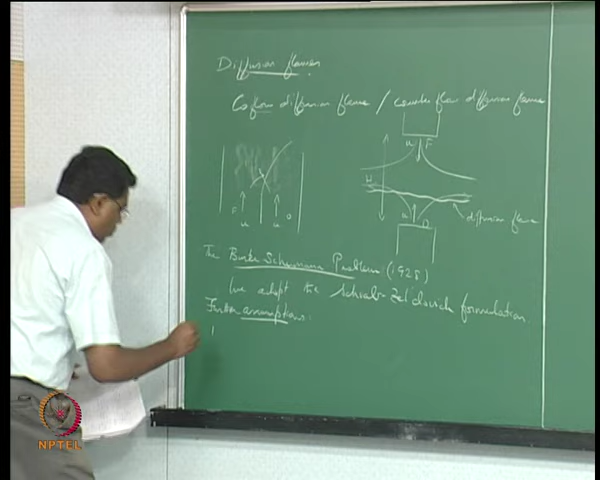 Diffusion flames
Coflow diffusion flame / counter flow diffusion flame
u F
H
F O
u u
u O
diffusion flame
The Burke Schumann Problem (1928)
We adopt the Schvab-Zel'dovich formulation.
Further assumptions:
1
NPTEL